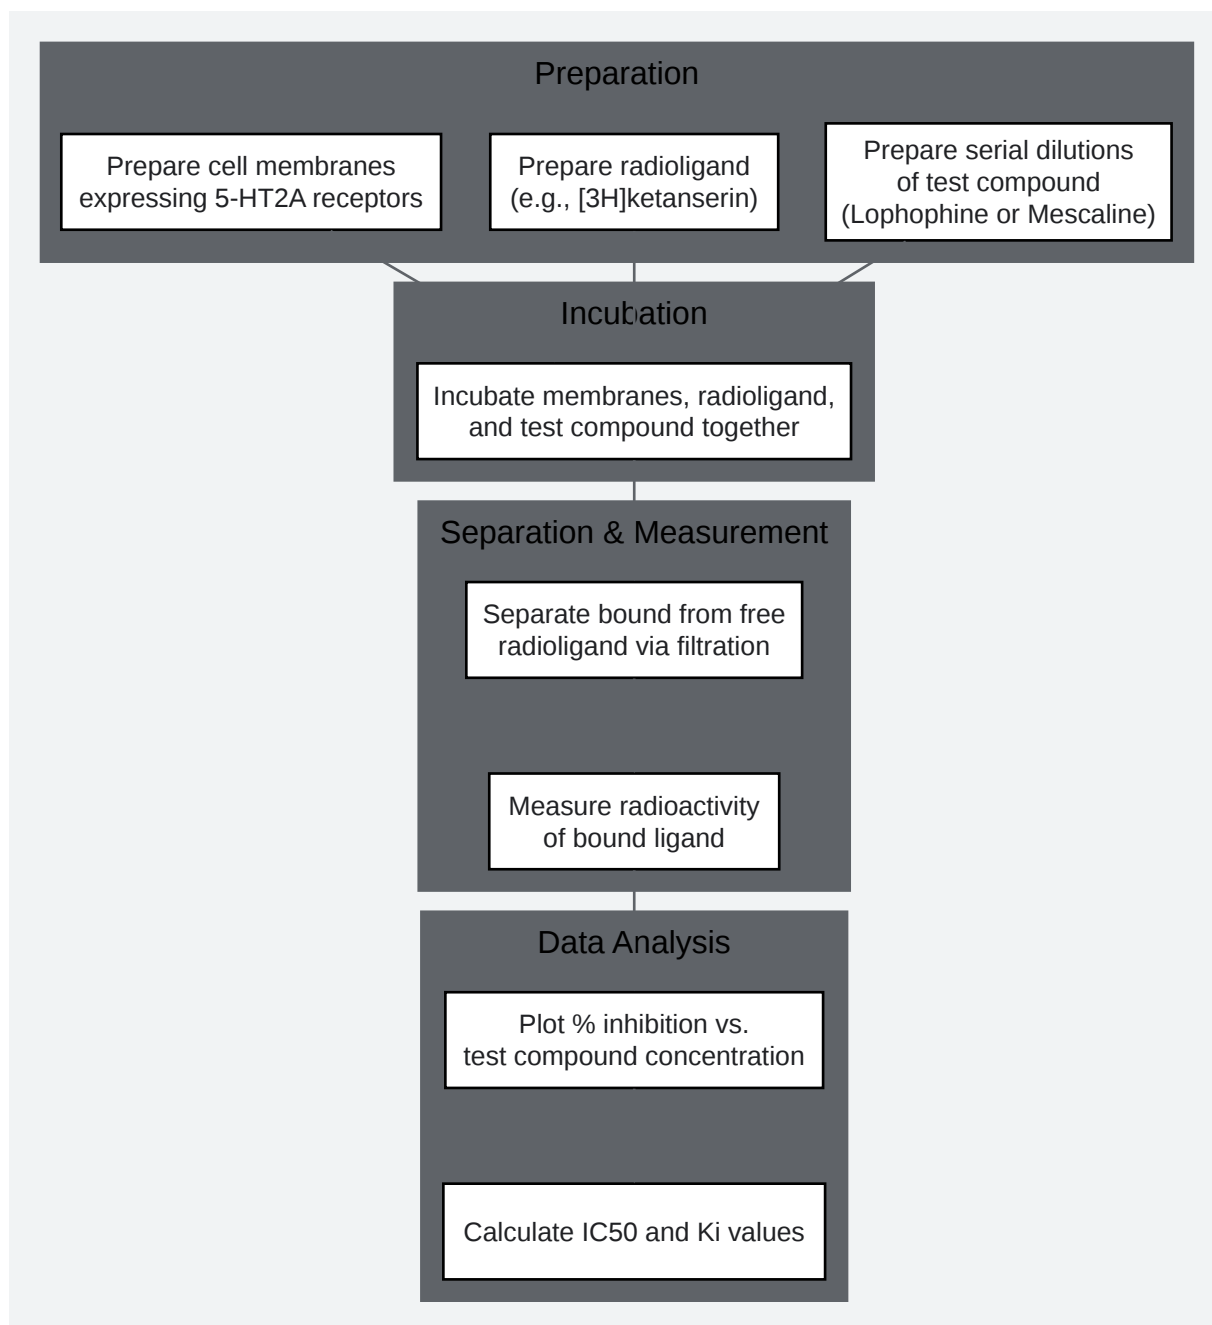 Preparation
Prepare cell membranes
expressing 5-HT2A receptors
Prepare radioligand
(e.g., [3H]ketanserin)
Prepare serial dilutions
of test compound
(Lophophine or Mescaline)
Incubation
Incubate membranes, radioligand,
and test compound together
Separation & Measurement
Separate bound from free
radioligand via filtration
Measure radioactivity
of bound ligand
Data Analysis
Plot % inhibition vs.
test compound concentration
Calculate IC50 and Ki values